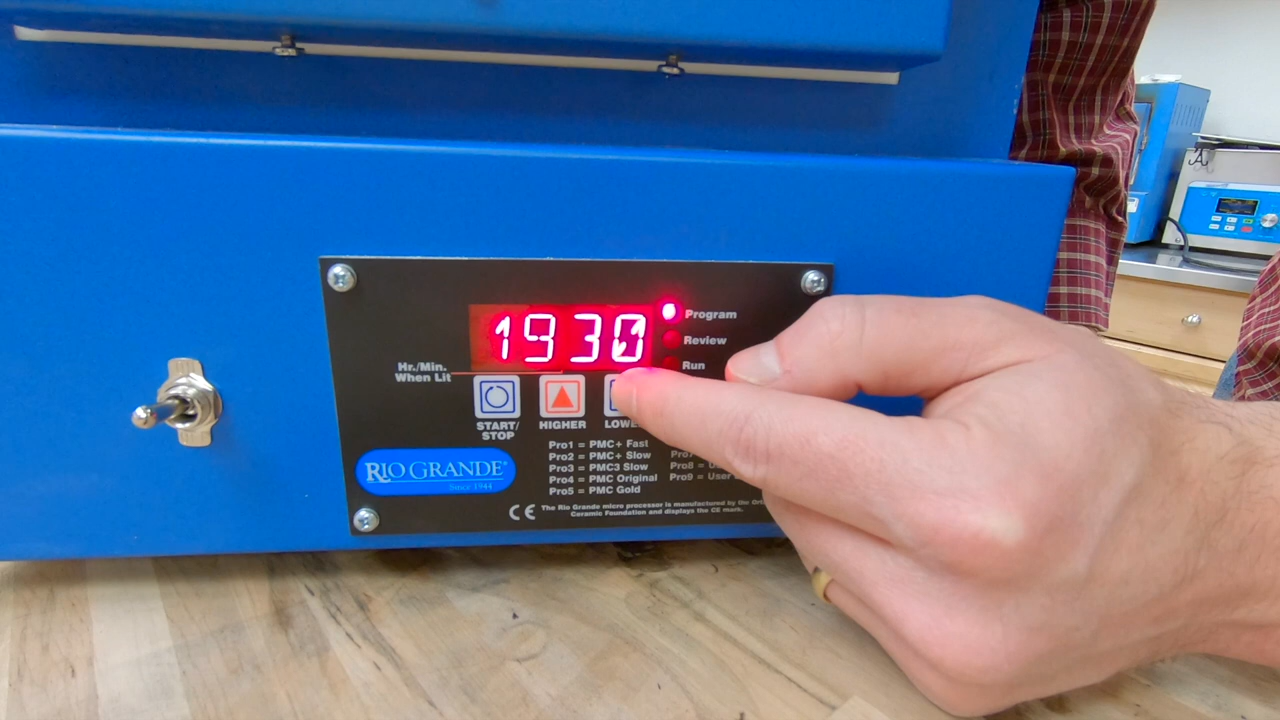 1930
Program
Review
Run
Hr./Min.
When Lit
START/
STOP
HIGHER
Pro1 = PMC+ Fast
Pro2 = PMC+ Slow
Pro3 = PMC3 Slow
Pro4 = PMC Original
Pro5 = PMC Gold
Pro8 =
Pro9 = User
RIO GRANDE®
Since 1944
CE
The Rio Grande micro processor is manufactured by the
Ceramic Foundation and displays the CE mark.